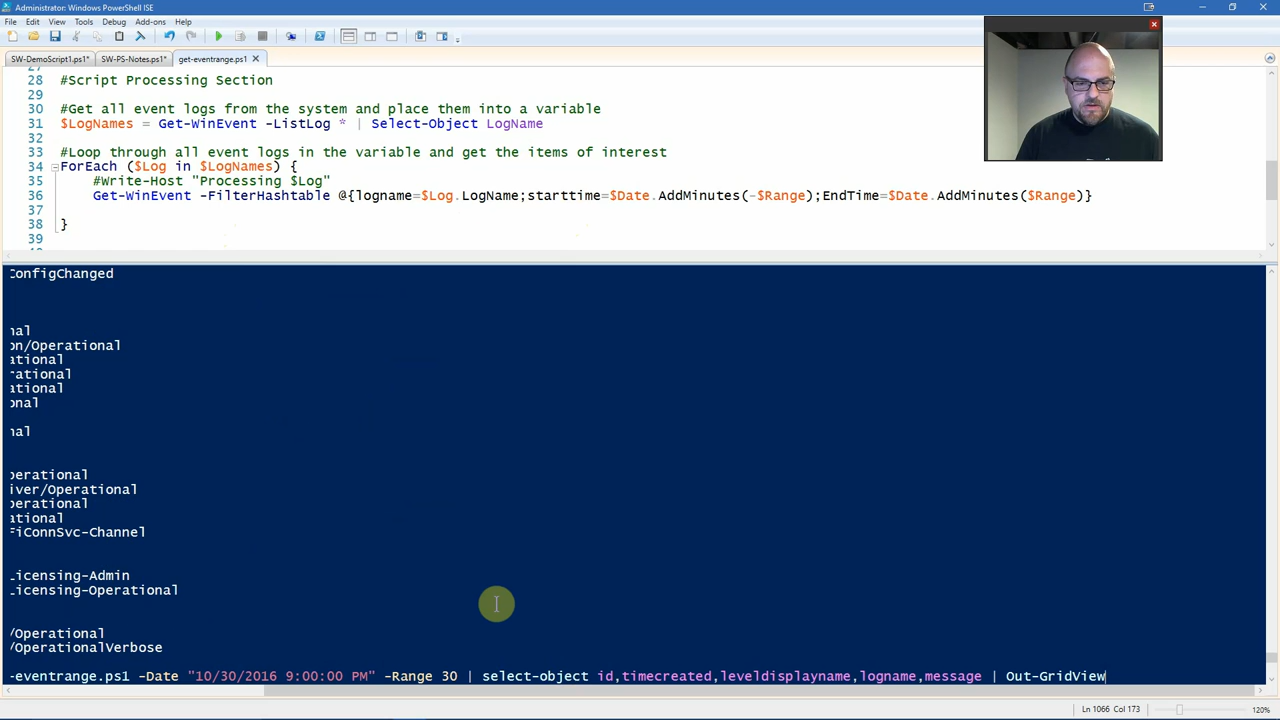 Administrator: Windows PowerShell ISE
File Edit View Tools Debug Add-ons Help
SW-DemoScript1.ps1* SW-PS-Notes.ps1* get-eventrange.ps1
28 #Script Processing Section
29
30 #Get all event logs from the system and place them into a variable
31 $LogNames = Get-WinEvent -ListLog * | Select-Object LogName
32
33 #Loop through all event logs in the variable and get the items of interest
34 ForEach ($Log in $LogNames) {
35 #Write-Host "Processing $Log"
36 Get-WinEvent -FilterHashtable @{logname=$Log.LogName;starttime=$Date.AddMinutes(-$Range);EndTime=$Date.AddMinutes($Range)}
37
38 }
39
ConfigChanged
nal
on/Operational
ational
rational
ational
onal
nal
perational
iver/Operational
perational
ational
FiConnSvc-Channel
Licensing-Admin
Licensing-Operational
/Operational
/OperationalVerbose
-eventrange.ps1 -Date "10/30/2016 9:00:00 PM" -Range 30 | select-object id,timecreated,leveldisplayname,logname,message | Out-GridView
Ln 1066 Col 173 120%